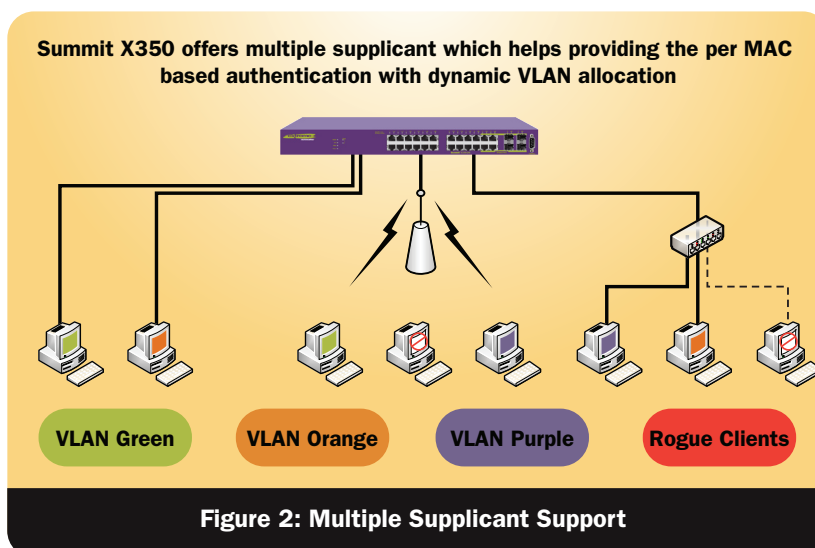 Summit X350 offers multiple supplicant which helps providing the per MAC
based authentication with dynamic VLAN allocation
VLAN Green
VLAN Orange
VLAN Purple
Rogue Clients
Figure 2: Multiple Supplicant Support